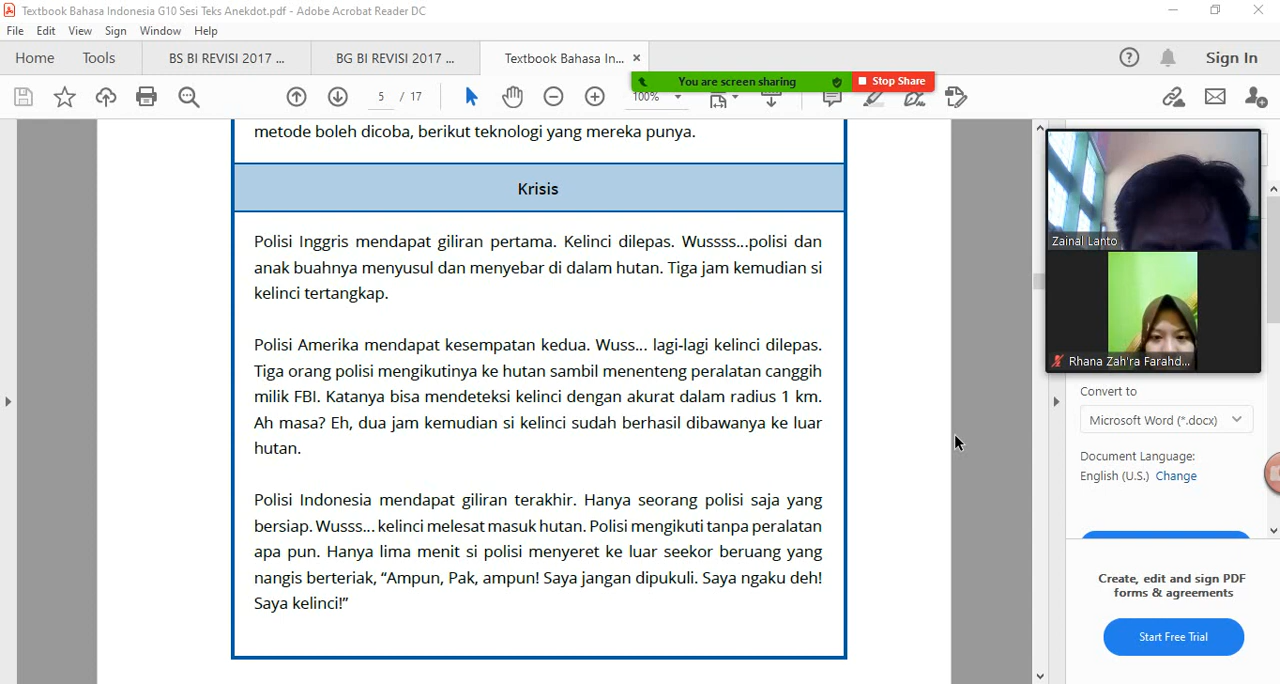 Textbook Bahasa Indonesia G10 Sesi Teks Anekdot.pdf - Adobe Acrobat Reader DC
File Edit View Sign Window Help
Home Tools BS BI REVISI 2017 ... BG BI REVISI 2017 ... Textbook Bahasa In... × Sign In
You are screen sharing Stop Share
5 / 17 100%
metode boleh dicoba, berikut teknologi yang mereka punya.
Krisis
Polisi Inggris mendapat giliran pertama. Kelinci dilepas. Wussss...polisi dan
anak buahnya menyusul dan menyebar di dalam hutan. Tiga jam kemudian si
kelinci tertangkap.
Polisi Amerika mendapat kesempatan kedua. Wuss... lagi-lagi kelinci dilepas.
Tiga orang polisi mengikutinya ke hutan sambil menenteng peralatan canggih
milik FBI. Katanya bisa mendeteksi kelinci dengan akurat dalam radius 1 km.
Ah masa? Eh, dua jam kemudian si kelinci sudah berhasil dibawanya ke luar
hutan.
Polisi Indonesia mendapat giliran terakhir. Hanya seorang polisi saja yang
bersiap. Wusss... kelinci melesat masuk hutan. Polisi mengikuti tanpa peralatan
apa pun. Hanya lima menit si polisi menyeret ke luar seekor beruang yang
nangis berteriak, “Ampun, Pak, ampun! Saya jangan dipukuli. Saya ngaku deh!
Saya kelinci!”
Zainal Lanto
Rhana Zah'ra Farahd...
Convert to
Microsoft Word (*.docx)
Document Language:
English (U.S.) Change
Create, edit and sign PDF
forms & agreements
Start Free Trial